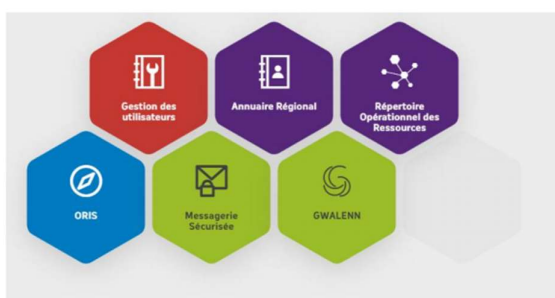 Gestion des
utilisateurs
Annuaire Régional
Répertoire
Opérationnel des
Ressources
ORIS
Messagerie
Sécurisée
GWALENN